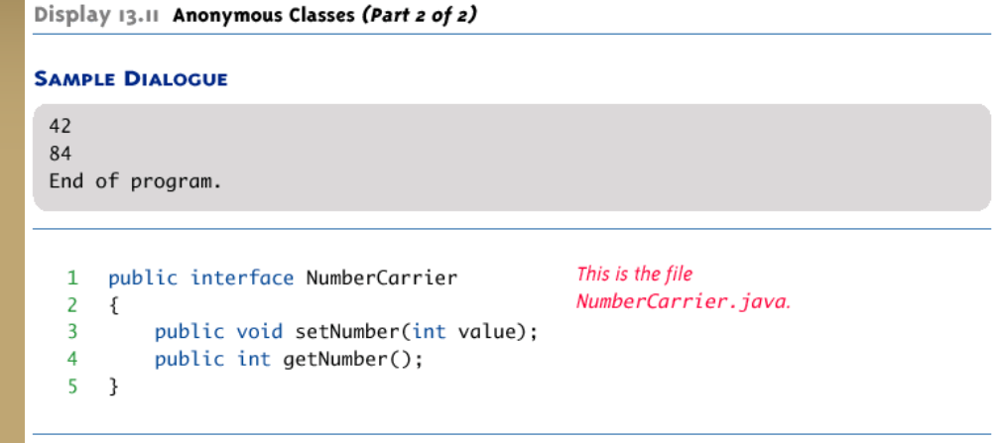 Display 13.11 Anonymous Classes (Part 2 of 2)
SAMPLE DIALOGUE
42
84
End of program.
1 public interface NumberCarrier
This is the file
2 {
NumberCarrier.java.
3 public void setNumber(int value);
4 public int getNumber();
5 }